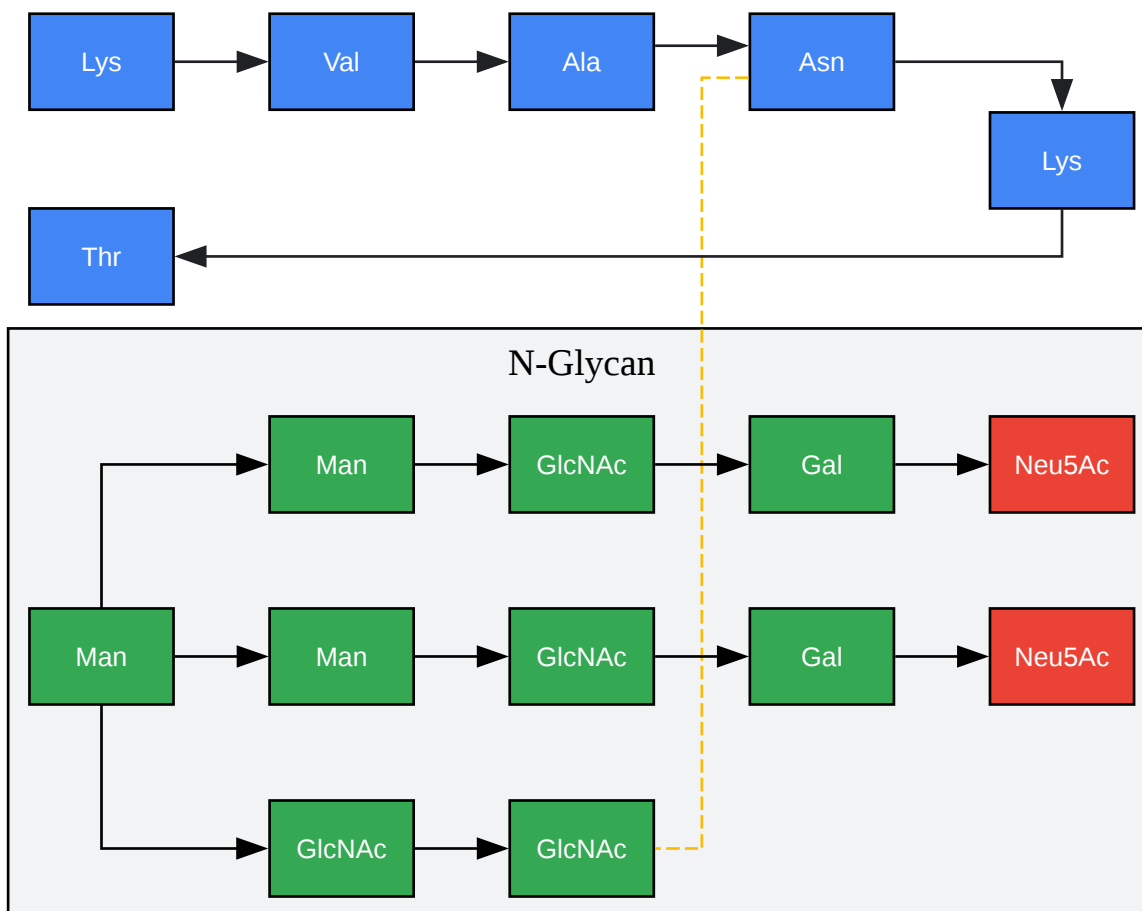 Lys
Val
Ala
Asn
Lys
Thr
N-Glycan
Man
GlcNAc
Gal
Neu5Ac
Man
Man
GlcNAc
Gal
Neu5Ac
GlcNAc
GlcNAc